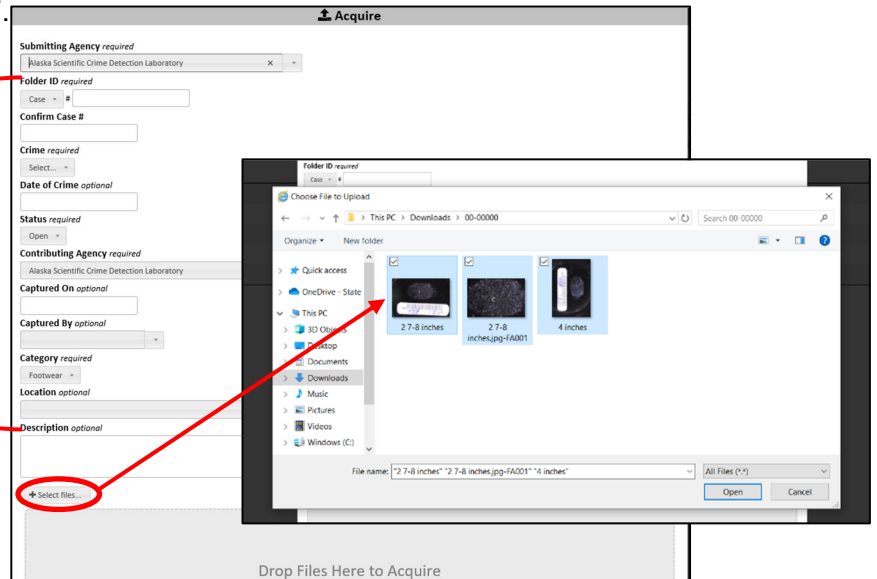 Acquire
Submitting Agency required
Alaska Scientific Crime Detection Laboratory ×
Folder ID required
Case #
Confirm Case #
Crime required
Select...
Date of Crime optional
Status required
Open
Contributing Agency required
Alaska Scientific Crime Detection Laboratory
Captured On optional
Captured By optional
Category required
Footwear
Location optional
Description optional
+ Select files...
Drop Files Here to Acquire
Folder ID required
Case #
Choose File to Upload
This PC > Downloads > 00-00000
Search 00-00000
Organize
New folder
Quick access
OneDrive - State
This PC
3D Objects
Desktop
Documents
Downloads
Music
Pictures
Videos
Windows (C:)
2 7-8 inches
2 7-8
inches.jpg-FA001
4 inches
File name: "2 7-8 inches" "2 7-8 inches.jpg-FA001" "4 inches"
All Files (*.*)
Open
Cancel